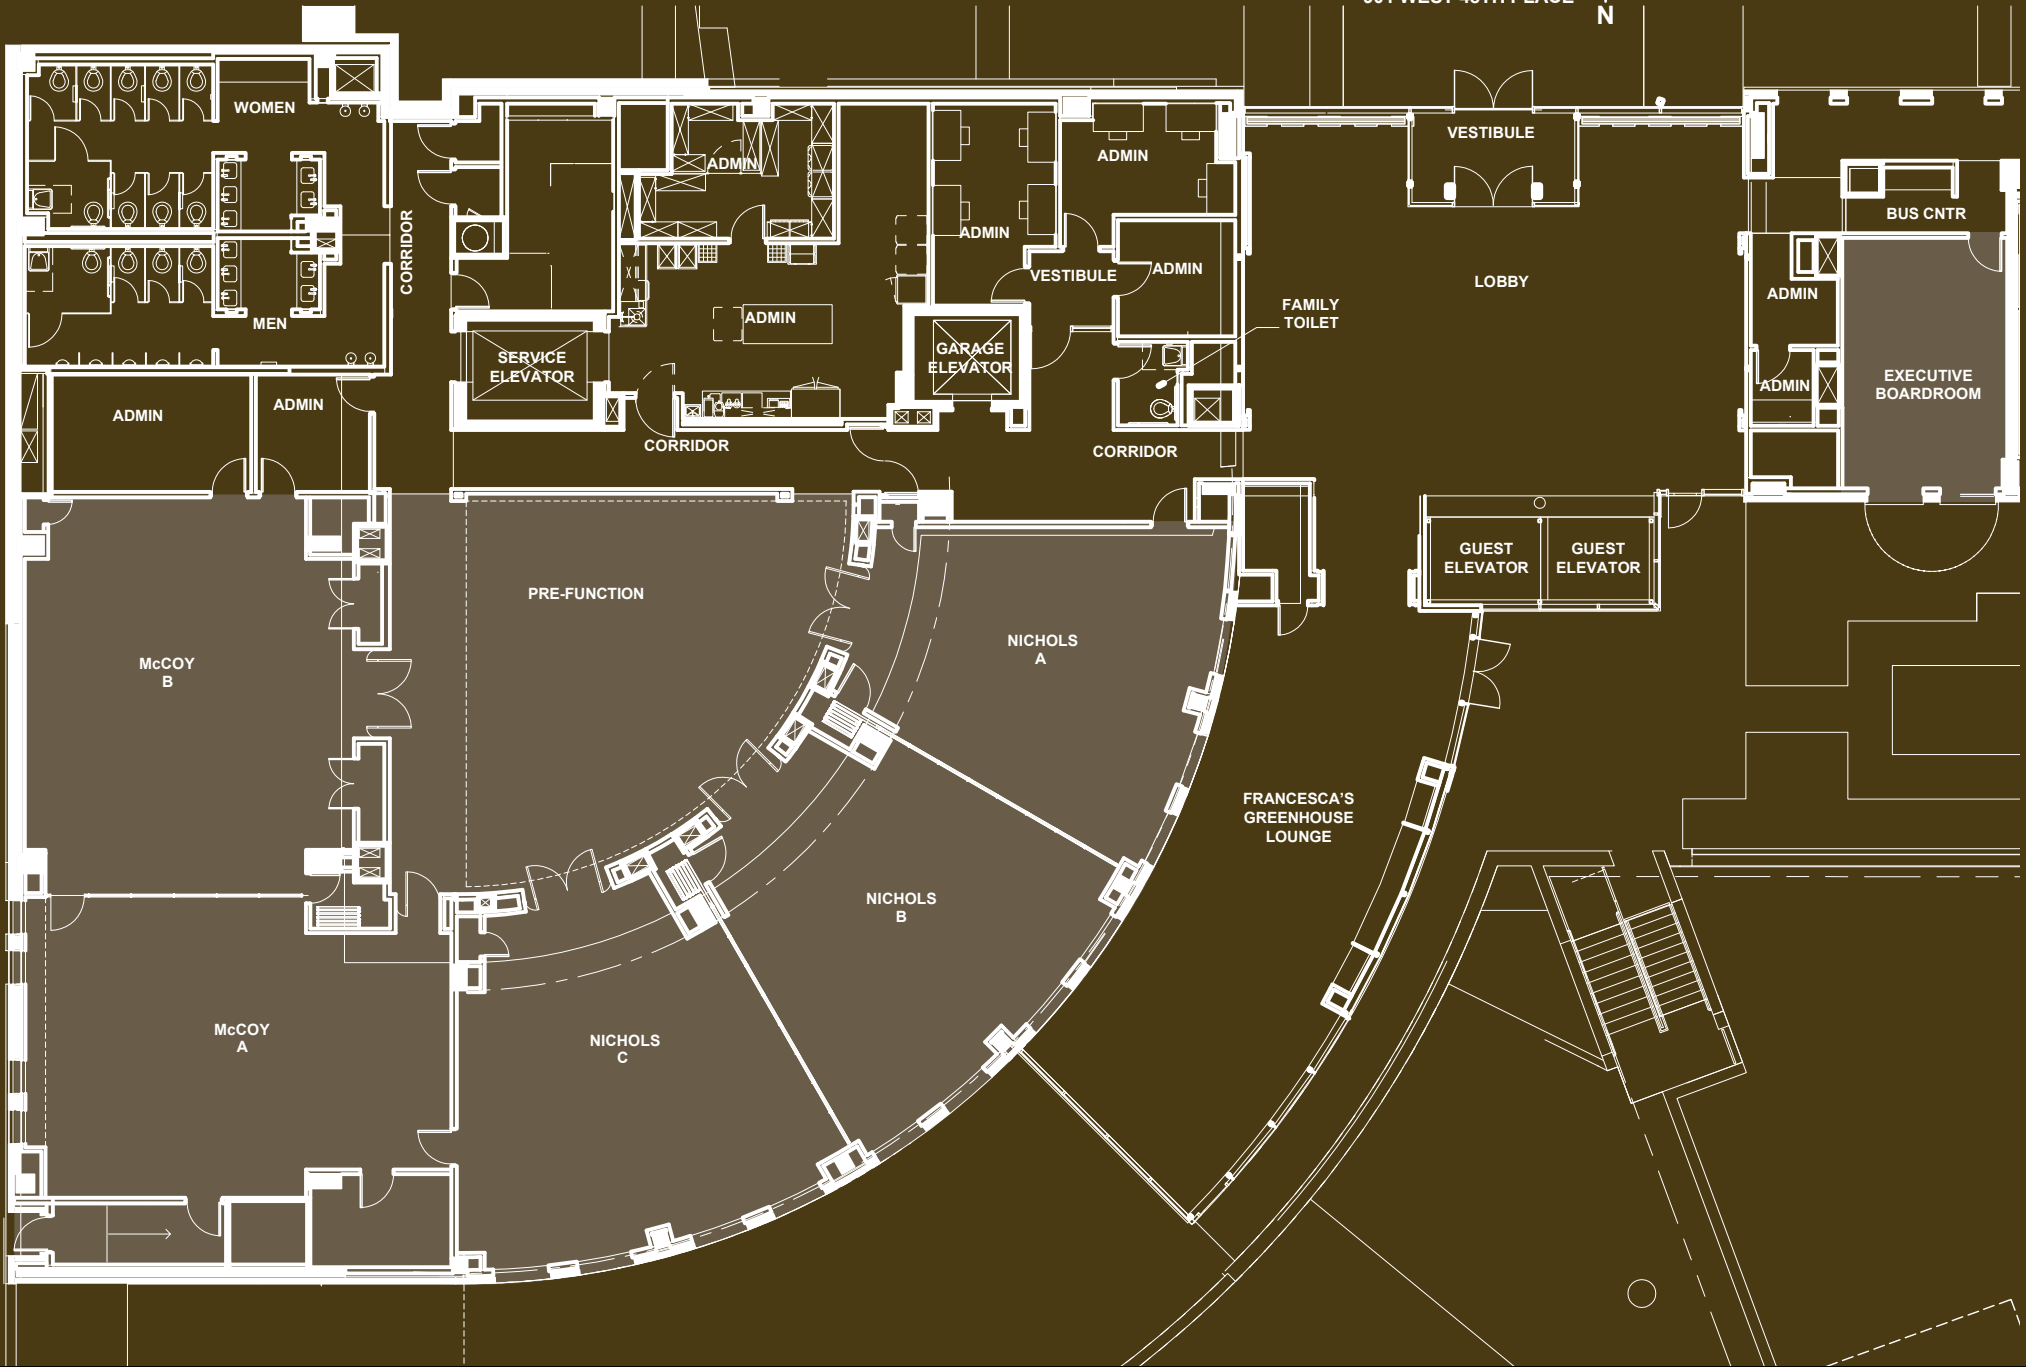 N
WOMEN
VESTIBULE
ADMIN
ADMIN
BUS CNTR
CORRIDOR
ADMIN
VESTIBULE
ADMIN
LOBBY
ADMIN
FAMILY
TOILET
MEN
ADMIN
SERVICE
ELEVATOR
GARAGE
ELEVATOR
ADMIN
EXECUTIVE
BOARDROOM
ADMIN
ADMIN
CORRIDOR
CORRIDOR
GUEST
ELEVATOR
GUEST
ELEVATOR
PRE-FUNCTION
NICHOLS
A
McCOY
B
FRANCESCA'S
GREENHOUSE
LOUNGE
NICHOLS
B
McCOY
A
NICHOLS
C